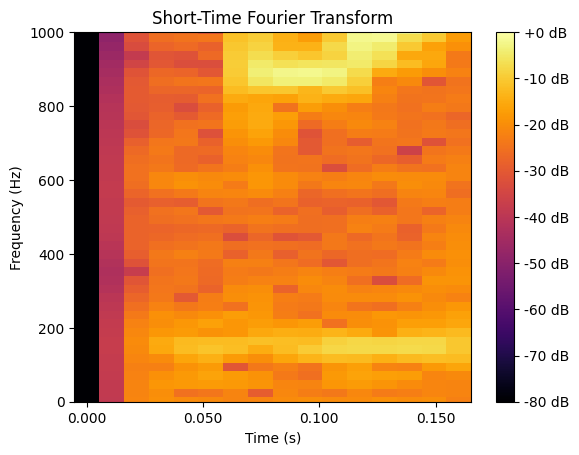 Short-Time Fourier Transform
1000
800
600
400
200
0
Frequency (Hz)
0.000
0.050
0.100
0.150
Time (s)
+0 dB
-10 dB
-20 dB
-30 dB
-40 dB
-50 dB
-60 dB
-70 dB
-80 dB